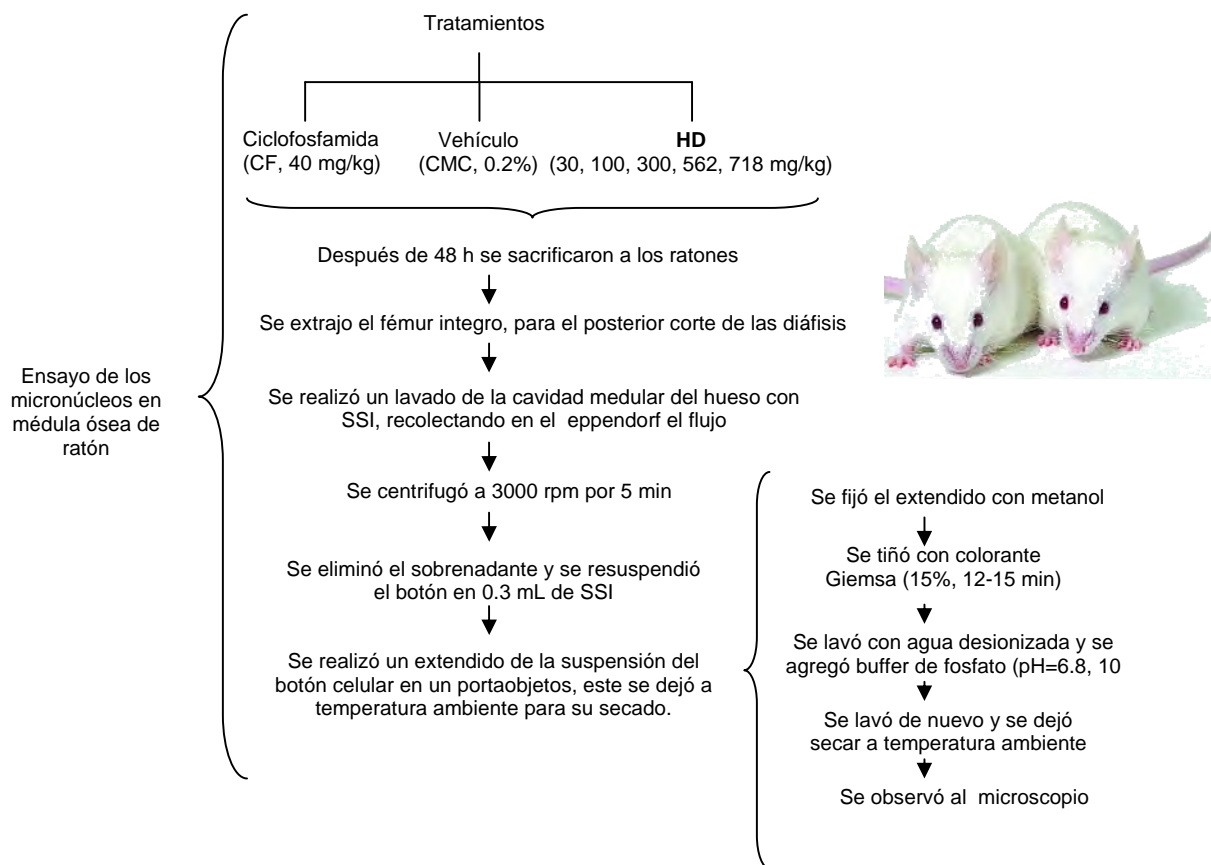 Tratamientos
Ciclofosfamida
(CF, 40 mg/kg)
Vehículo
(CMC, 0.2%)
HD
(30, 100, 300, 562, 718 mg/kg)
Después de 48 h se sacrificaron a los ratones
Se extrajo el fémur integro, para el posterior corte de las diáfisis
Ensayo de los
micronúcleos en
médula ósea de
ratón
Se realizó un lavado de la cavidad medular del hueso con
SSI, recolectando en el eppendorf el flujo
Se centrifugó a 3000 rpm por 5 min
Se eliminó el sobrenadante y se resuspendió
el botón en 0.3 mL de SSI
Se realizó un extendido de la suspensión del
botón celular en un portaobjetos, este se dejó a
temperatura ambiente para su secado.
Se fijó el extendido con metanol
Se tiñó con colorante
Giemsa (15%, 12-15 min)
Se lavó con agua desionizada y se
agregó buffer de fosfato (pH=6.8, 10
Se lavó de nuevo y se dejó
secar a temperatura ambiente
Se observó al microscopio